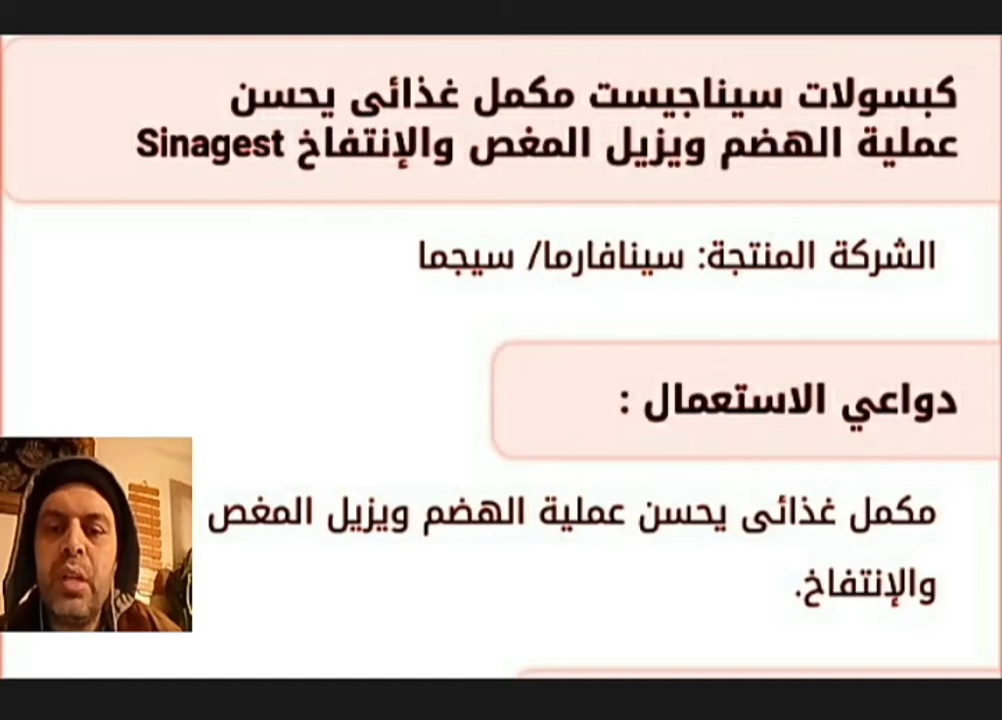 كبسولات سيناجيست مكمل غذائى يحسن
عملية الهضم ويزيل المغص والإنتفاخ Sinagest
الشركة المنتجة: سينافارما/ سيجما
دواعي الاستعمال :
مكمل غذائى يحسن عملية الهضم ويزيل المغص
والإنتفاخ.